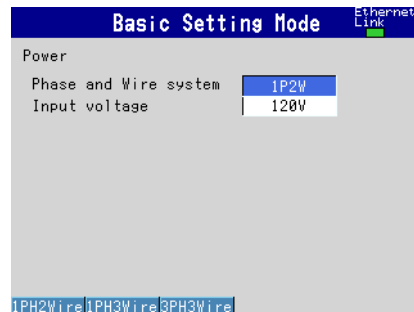 Basic Setting Mode
Ethernet
Link
Power
Phase and Wire system 1P2W
Input voltage 120V
1PH2Wire 1PH3Wire 3PH3Wire